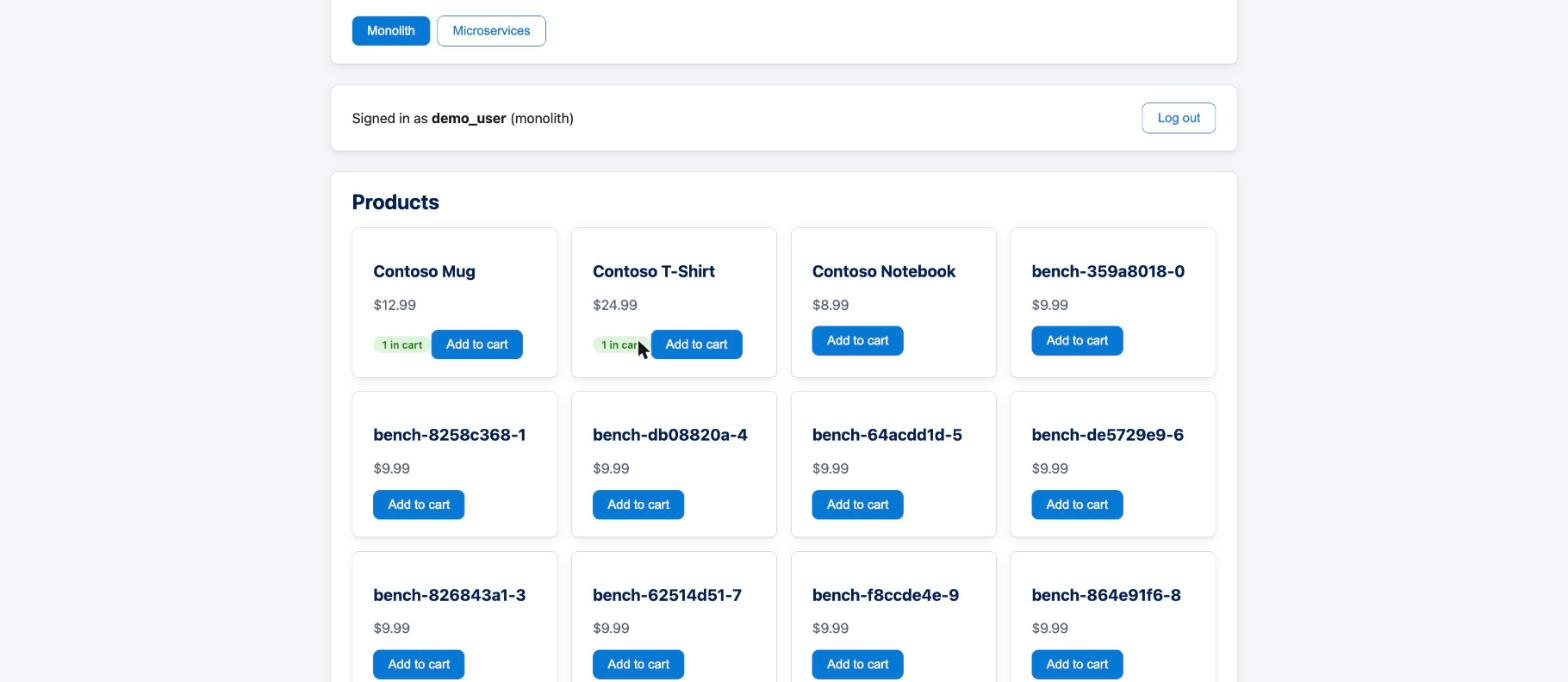 Monolith Microservices
Signed in as demo_user (monolith) Log out
Products
Contoso Mug Contoso T-Shirt Contoso Notebook bench-359a8018-0
$12.99 $24.99 $8.99 $9.99
1 in cart Add to cart 1 in car Add to cart Add to cart Add to cart
bench-8258c368-1 bench-db08820a-4 bench-64acdd1d-5 bench-de5729e9-6
$9.99 $9.99 $9.99 $9.99
Add to cart Add to cart Add to cart Add to cart
bench-826843a1-3 bench-62514d51-7 bench-f8ccde4e-9 bench-864e91f6-8
$9.99 $9.99 $9.99 $9.99
Add to cart Add to cart Add to cart Add to cart